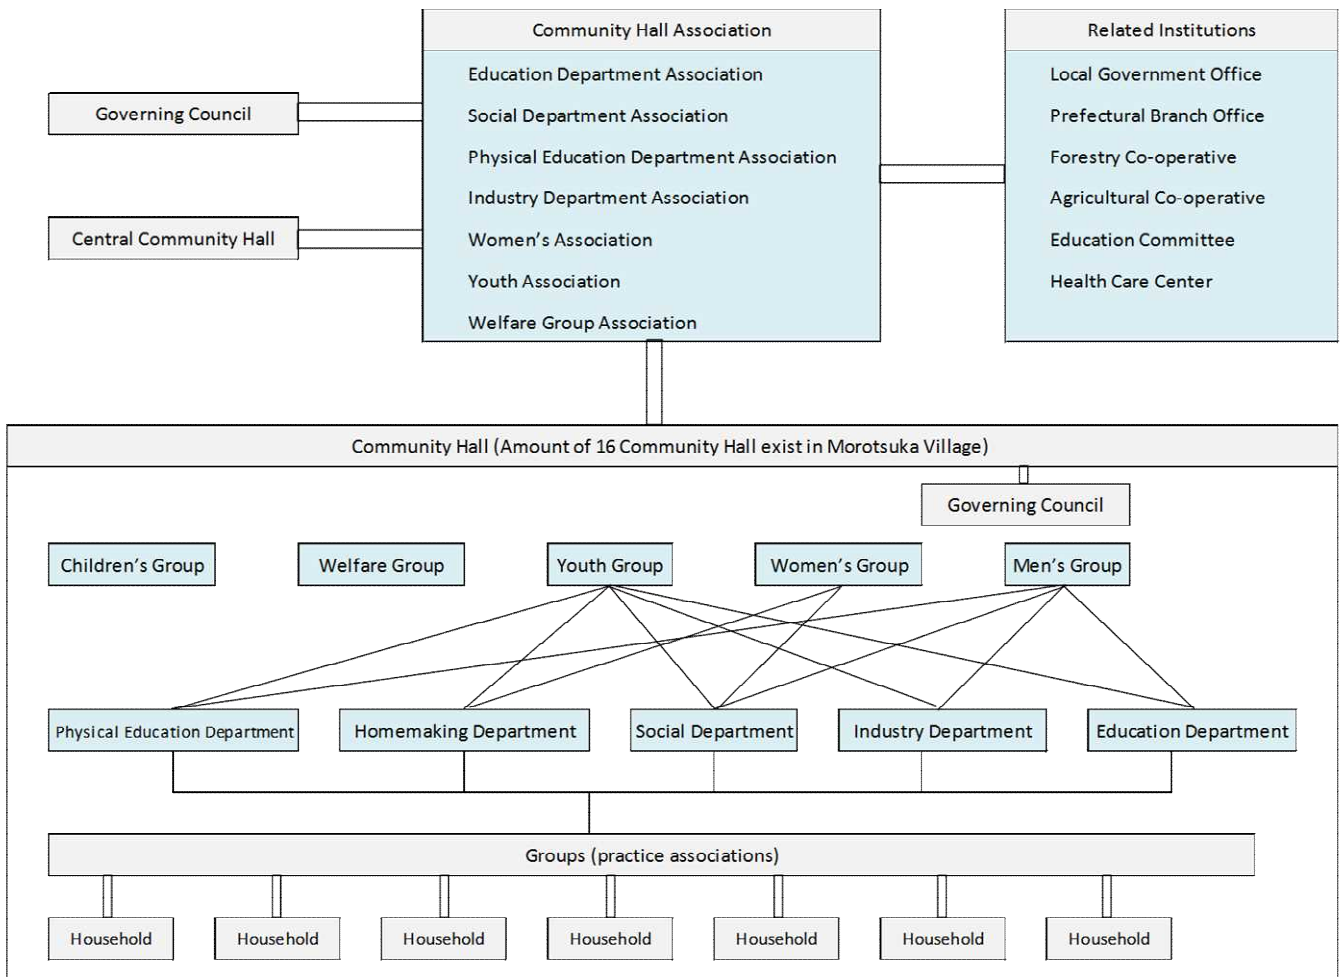 Community Hall Association
Related Institutions
Education Department Association
Social Department Association
Physical Education Department Association
Industry Department Association
Women's Association
Youth Association
Welfare Group Association
Local Government Office
Prefectural Branch Office
Forestry Co-operative
Agricultural Co-operative
Education Committee
Health Care Center
Governing Council
Central Community Hall
Community Hall (Amount of 16 Community Hall exist in Morotsuka Village)
Governing Council
Children's Group
Welfare Group
Youth Group
Women's Group
Men's Group
Physical Education Department
Homemaking Department
Social Department
Industry Department
Education Department
Groups (practice associations)
Household
Household
Household
Household
Household
Household
Household